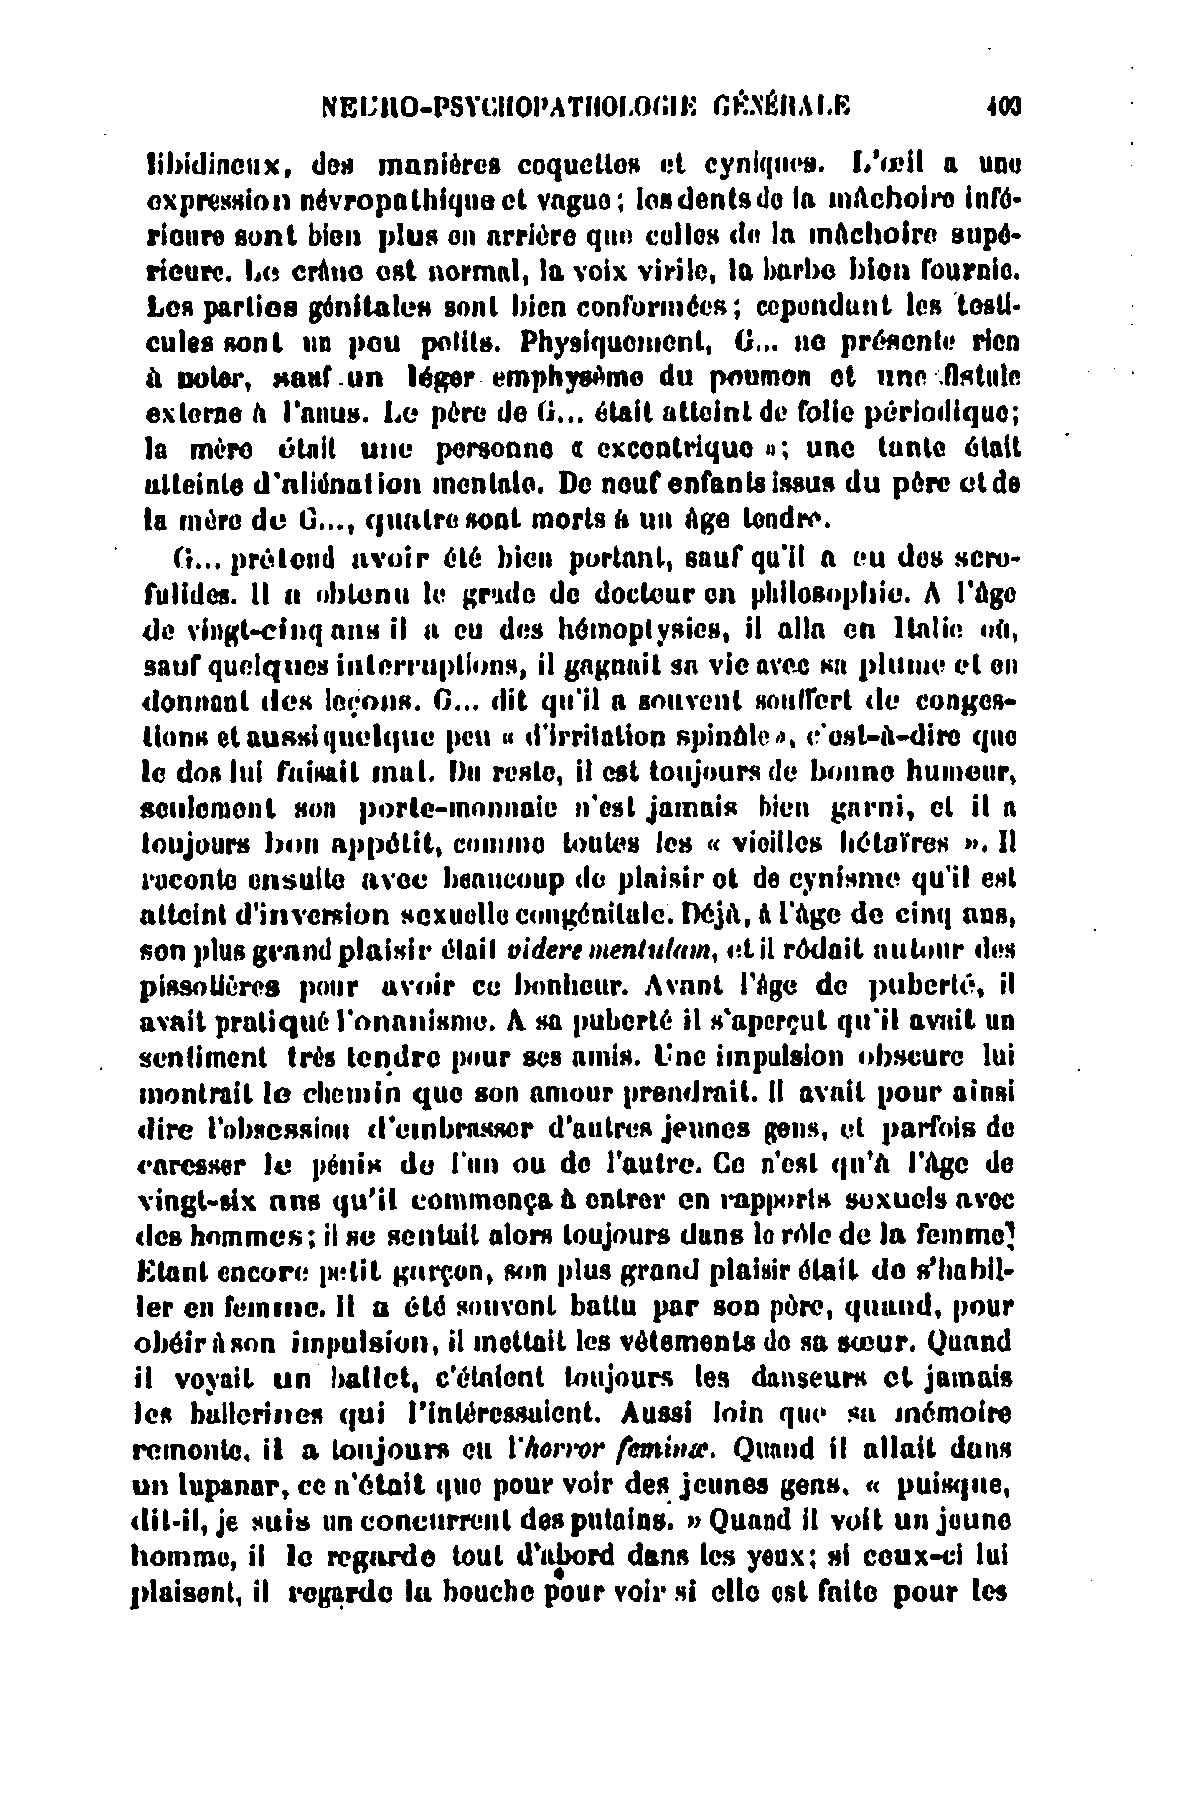 NEURO-PSYCHOPATHOLOGIE GÉNÉRALE
libidineux, des manières coquettes et cyniques. L'œil a une
expression névropathique et vague ; les dents de la mâchoire infé-
rieure sont bien plus en arrière que celles de la mâchoire supé-
rieure. Le crâne est normal, la voix virile, la barbe bien fournie.
Les parties génitales sont bien conformées ; cependant les testi-
cules sont un peu petits. Physiquement, G... ne présente rien
à noter, sauf un léger emphysème du poumon et une fistule
externe à l'anus. Le père de G... était atteint de folie périodique ;
la mère était une personne « excentrique » ; une tante était
atteinte d'aliénation mentale. De neuf enfants issus du père et de
la mère de G..., quatre sont morts à un âge tendre.
G... prétend avoir été bien portant, sauf qu'il a eu des scro-
fulides. Il a obtenu le grade de docteur en philosophie. A l'âge
de vingt-cinq ans il a eu des hémoptysies, il alla en Italie où,
sauf quelques interruptions, il gagnait sa vie avec sa plume et en
donnant des leçons. G... dit qu'il a souvent souffert de conges-
tions et aussi quelque peu « d'irritation spinale », c'est-à-dire que
le dos lui faisait mal. Du reste, il est toujours de bonne humeur,
seulement son porte-monnaie n'est jamais bien garni, et il a
toujours bon appétit, comme toutes les « vieilles hétaïres ». Il
raconte ensuite avec beaucoup de plaisir et de cynisme qu'il est
atteint d'inversion sexuelle congénitale. Déjà, à l'âge de cinq ans,
son plus grand plaisir était videre mentulam, et il rôdait autour des
pissotières pour avoir ce bonheur. Avant l'âge de puberté, il
avait pratiqué l'onanisme. A sa puberté il s'aperçut qu'il avait un
sentiment très tendre pour ses amis. Une impulsion obscure lui
montrait le chemin que son amour prendrait. Il avait pour ainsi
dire l'obsession d'embrasser d'autres jeunes gens, et parfois de
caresser le pénis de l'un ou de l'autre. Ce n'est qu'à l'âge de
vingt-six ans qu'il commença à entrer en rapports sexuels avec
des hommes ; il se sentait alors toujours dans le rôle de la femme.
Etant encore petit garçon, son plus grand plaisir était de s'habil-
ler en femme. Il a été souvent battu par son père, quand, pour
obéir à son impulsion, il mettait les vêtements de sa sœur. Quand
il voyait un ballet, c'étaient toujours les danseurs et jamais
les ballerines qui l'intéressaient. Aussi loin que sa mémoire
remonte, il a toujours eu l'horror feminæ. Quand il allait dans
un lupanar, ce n'était que pour voir des jeunes gens, « puisque,
dit-il, je suis un concurrent des putains. » Quand il voit un jeune
homme, il le regarde tout d'abord dans les yeux ; si ceux-ci lui
plaisent, il regarde la bouche pour voir si elle est faite pour les